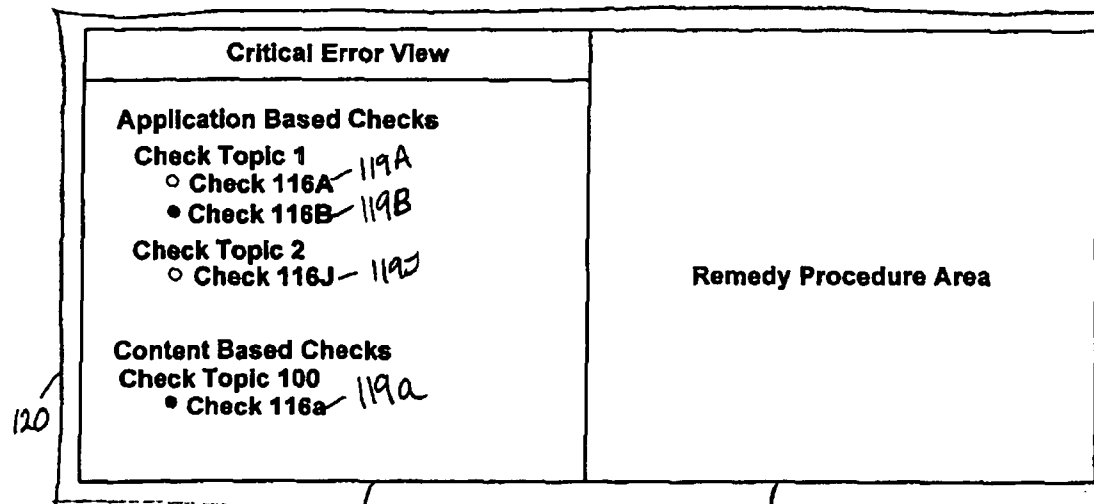 Critical Error View
Application Based Checks
Check Topic 1
○ Check 116A 119A
● Check 116B 119B
Check Topic 2
○ Check 116J 119J
Remedy Procedure Area
Content Based Checks
Check Topic 100
● Check 116a 119a
120